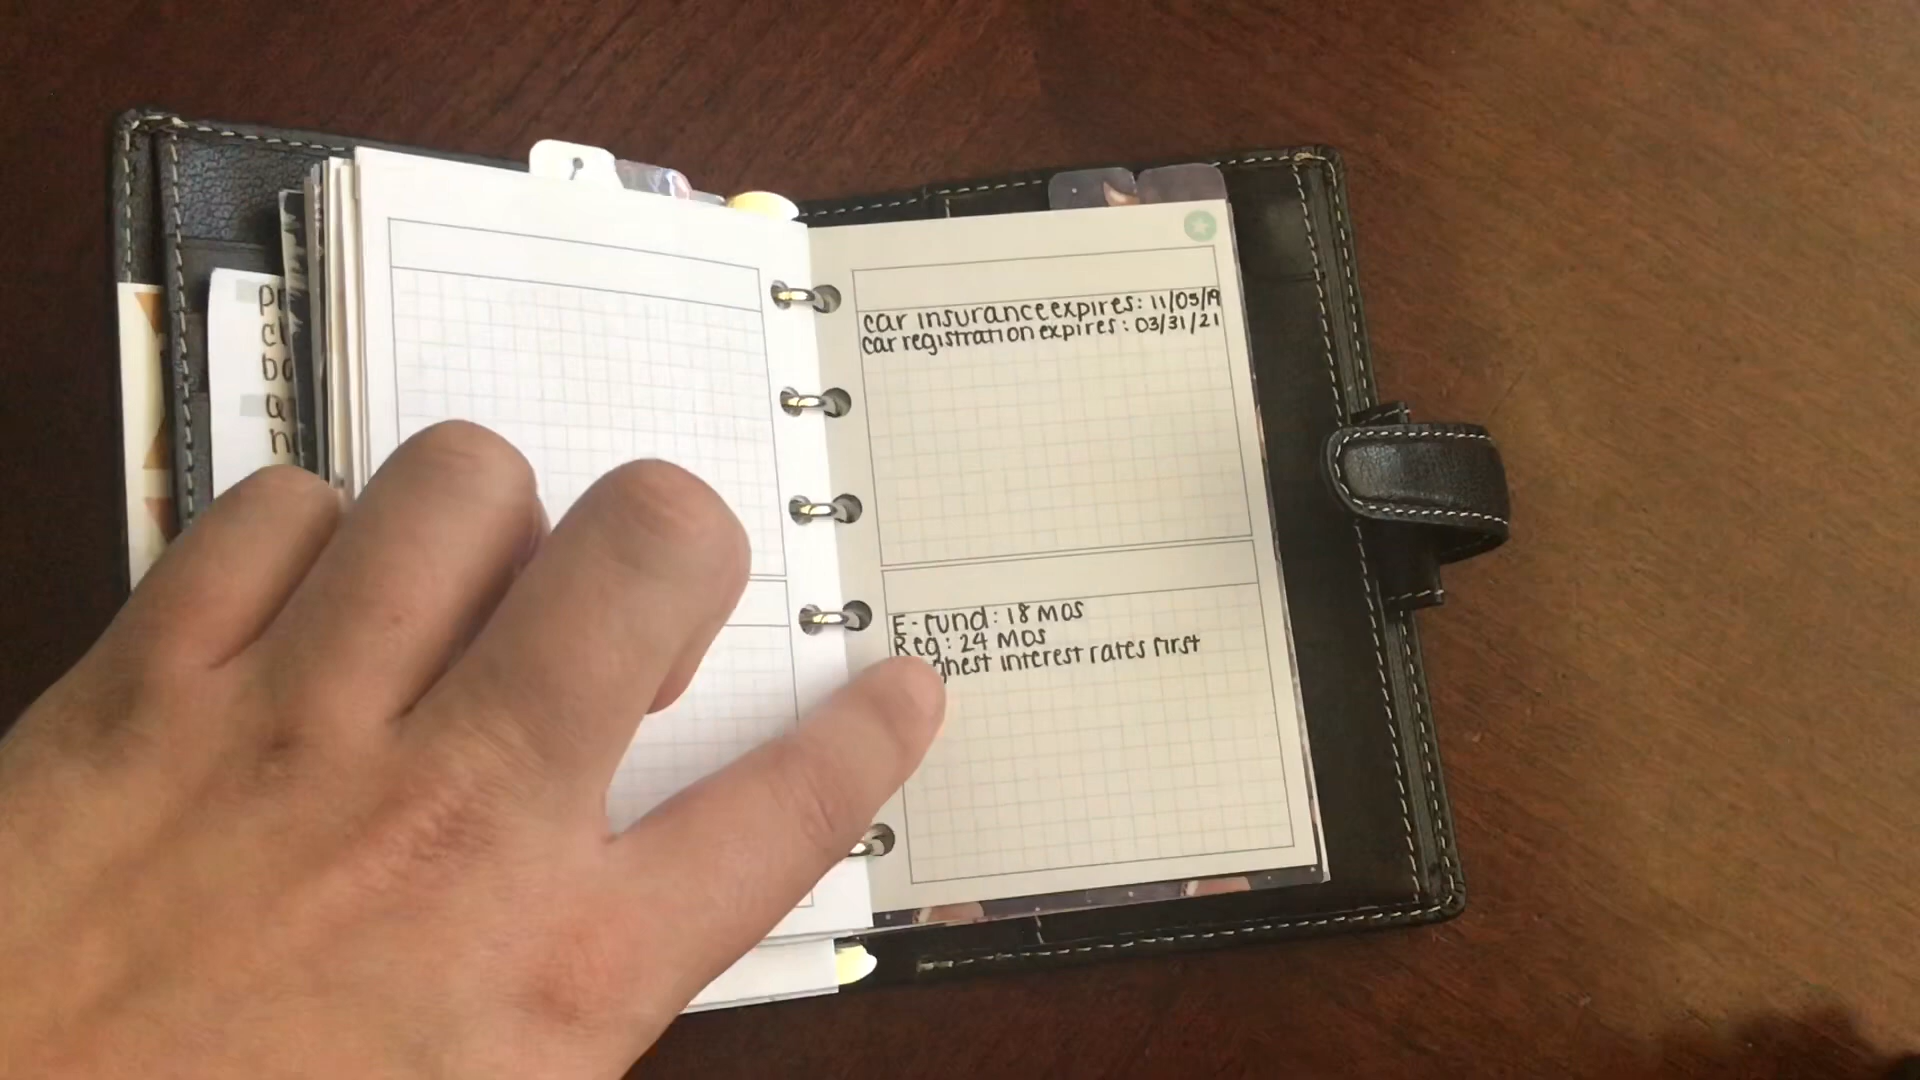 car insurance expires: 11/05/19
car registration expires: 03/31/21
E-fund: 18 mos
Reg: 24 mos
interest rates first